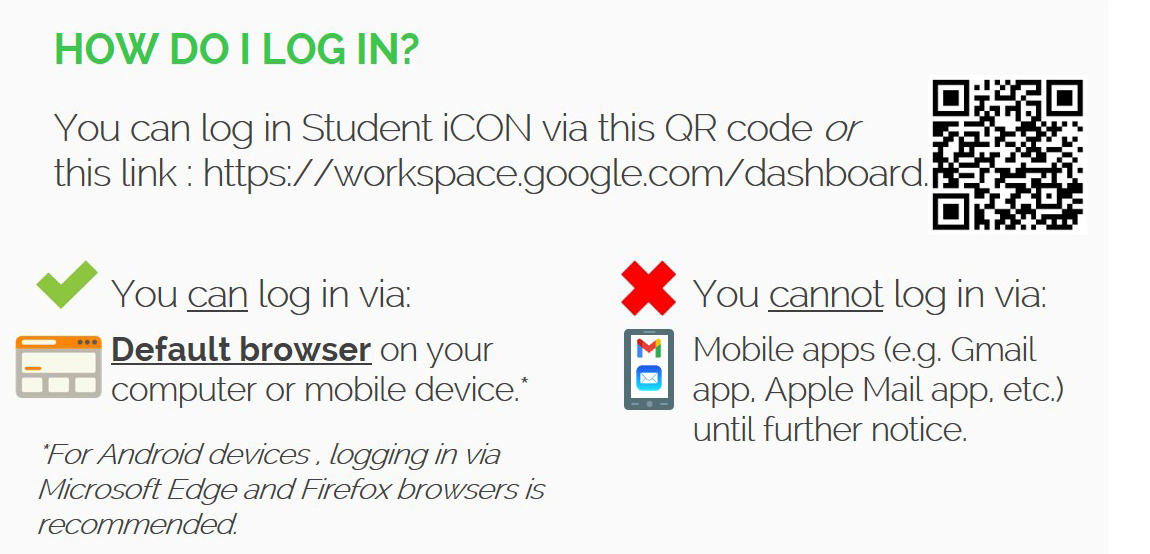 HOW DO I LOG IN?
You can log in Student iCON via this QR code or
this link : https://workspace.google.com/dashboard.
You can log in via:
Default browser on your
computer or mobile device.*
*For Android devices , logging in via
Microsoft Edge and Firefox browsers is
recommended.
You cannot log in via:
Mobile apps (e.g. Gmail
app, Apple Mail app, etc.)
until further notice.